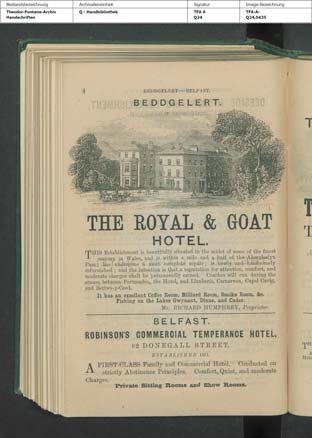 Bestandsbezeichnung Archivalieneinheit Signatur Image-Bezeichnung
Theodor-Fontane-Archiv Q - Handbibliothek TFA A TFA-A-
Handschriften Q24 Q24,0435
4 BEDDGELERT—BELFAST.
BEDDGELERT.
THE ROYAL & GOAT
HOTEL.
THIS Establishment is beautifully situated in the midst of some of the finest
scenery in Wales, and is within a mile and a half of the Aberglaslyn
Pass; has undergone a most complete repair; is newly and handsomely
refurnished; and the intention is that a reputation for attention, comfort, and
moderate charges shall be permanently earned. Coaches will run during the
season between Portmadoc, the Hotel, and Llanberis, Carnarvon, Capel Curig,
and Bettws-y-Coed.
It has an excellent Coffee Room, Billiard Room, Smoke Room, &c.
Fishing on the Lakes Gwynant, Dinas, and Cader.
Mr. RICHARD HUMPHREY, Proprietor.
BELFAST.
ROBINSON'S COMMERCIAL TEMPERANCE HOTEL,
82 DONEGALL STREET.
ESTABLISHED
A FIRST-CLASS Family and Commercial Hotel. Conducted on
strictly Abstinence Principles. Comfort, Quiet, and moderate
Charges.
Private Sitting Rooms and Show Rooms.